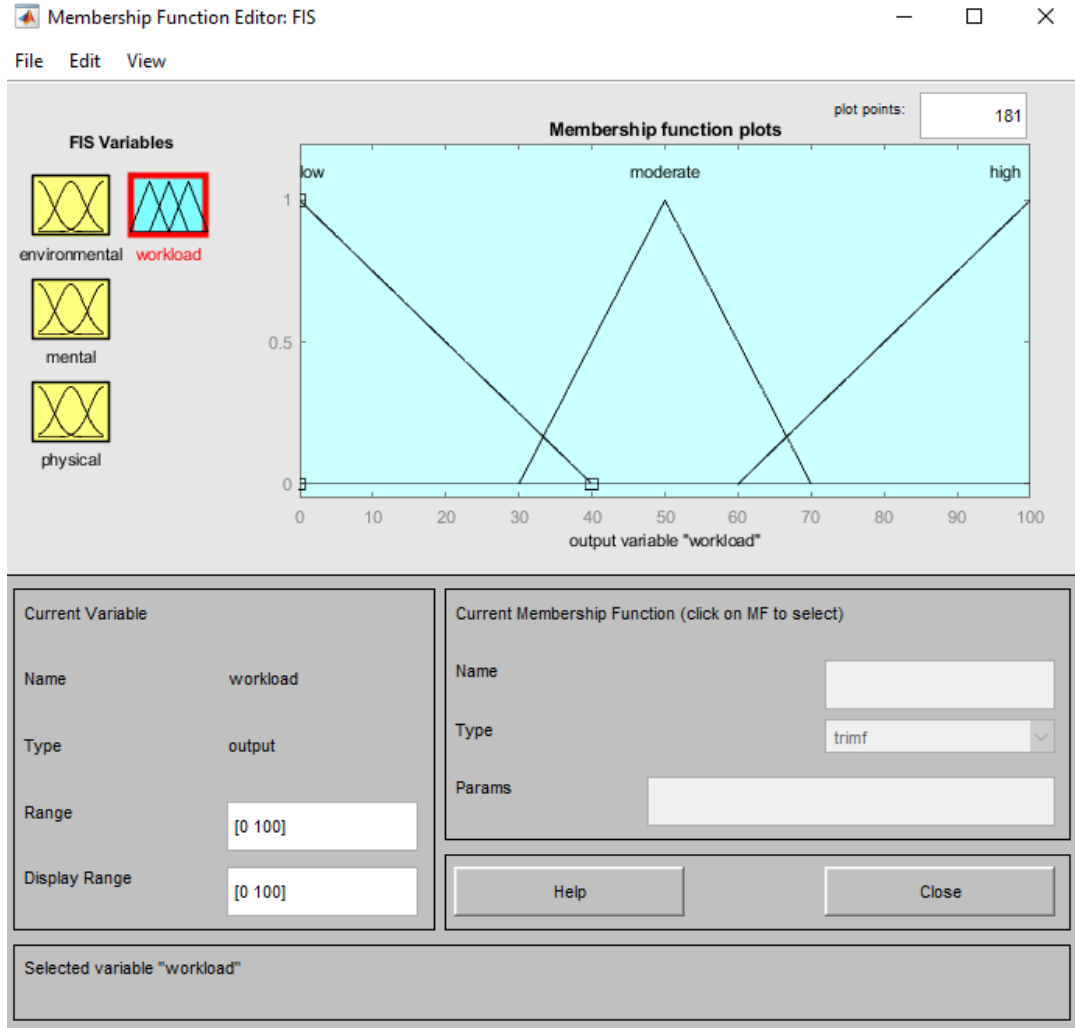 Membership Function Editor: FIS
File Edit View
FIS Variables
environmental workload
mental
physical
plot points: 181
Membership function plots
low moderate high
1
0.5
0
0 10 20 30 40 50 60 70 80 90 100
output variable "workload"
Current Variable
Name workload
Type output
Range [0 100]
Display Range [0 100]
Current Membership Function (click on MF to select)
Name
Type trimf
Params
Help Close
Selected variable "workload"